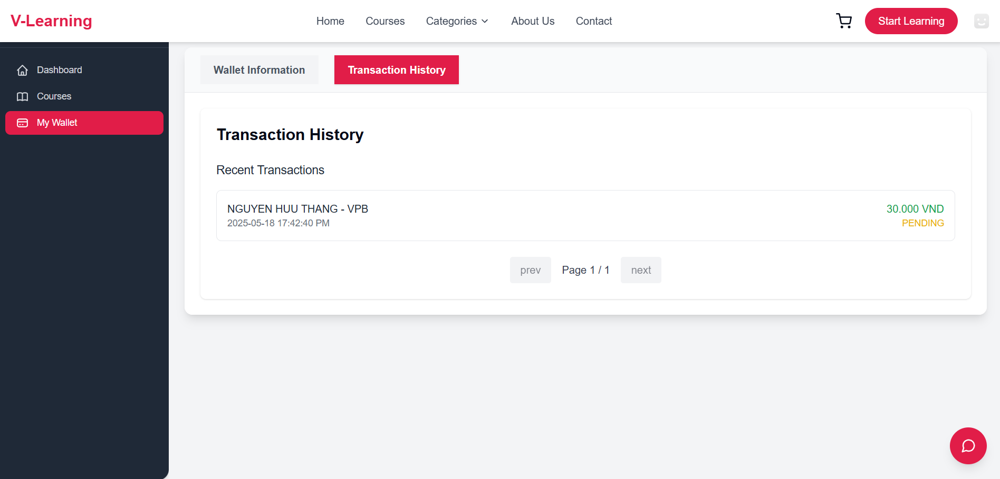 V-Learning
Home Courses Categories About Us Contact
Start Learning
Dashboard
Courses
My Wallet
Wallet Information
Transaction History
Transaction History
Recent Transactions
NGUYEN HUU THANG - VPB
30.000 VND
2025-05-18 17:42:40 PM
PENDING
prev Page 1 / 1 next